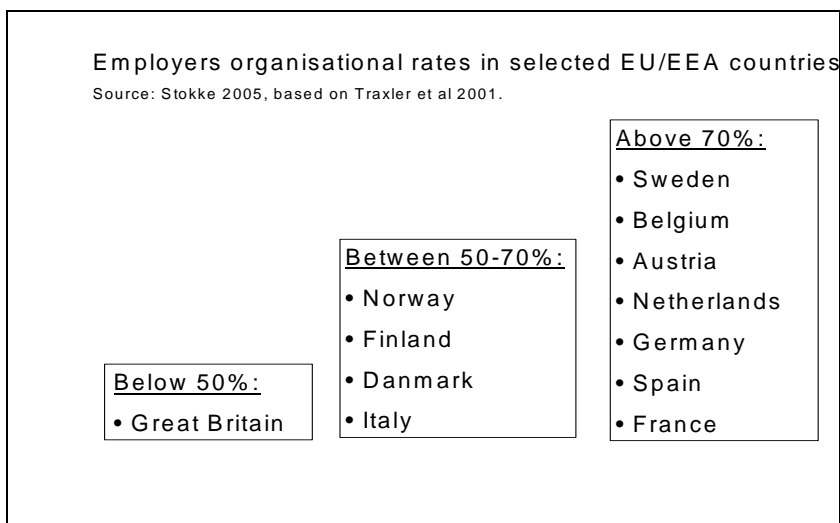 Employers organisational rates in selected EU/EEA countries
Source: Stokke 2005, based on Traxler et al 2001.
Below 50%:
• Great Britain
Between 50-70%:
• Norway
• Finland
• Danmark
• Italy
Above 70%:
• Sweden
• Belgium
• Austria
• Netherlands
• Germany
• Spain
• France